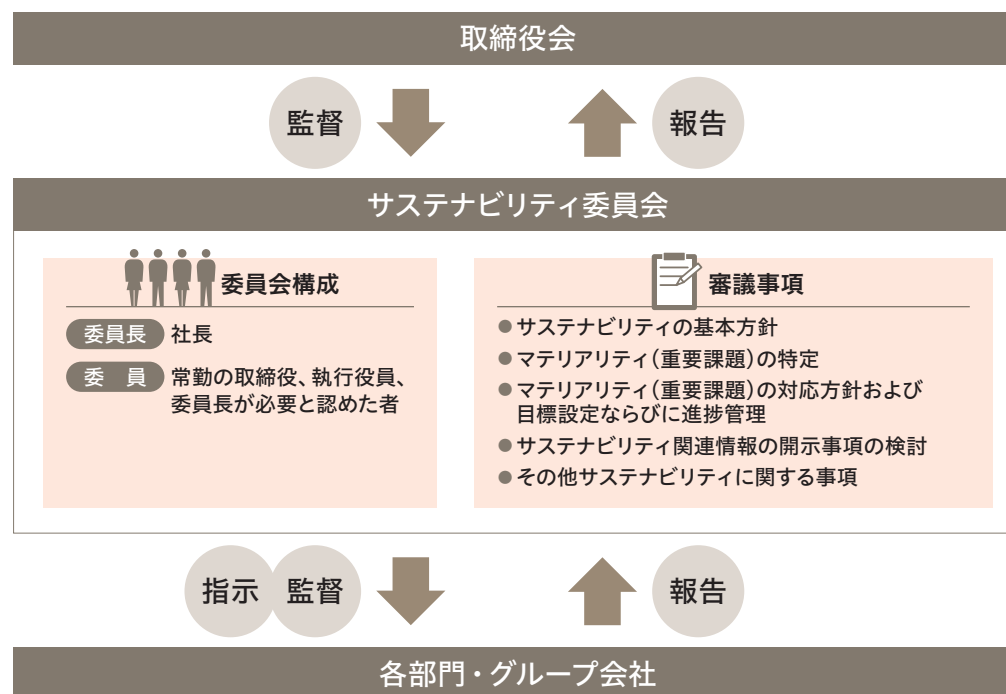 取締役会
監督
報告
サステナビリティ委員会
委員会構成
委員長 社長
委 員 常勤の取締役、執行役員、
委員長が必要と認めた者
審議事項
●サステナビリティの基本方針
●マテリアリティ(重要課題)の特定
●マテリアリティ(重要課題)の対応方針および
目標設定ならびに進捗管理
●サステナビリティ関連情報の開示事項の検討
●その他サステナビリティに関する事項
指示 監督
報告
各部門・グループ会社